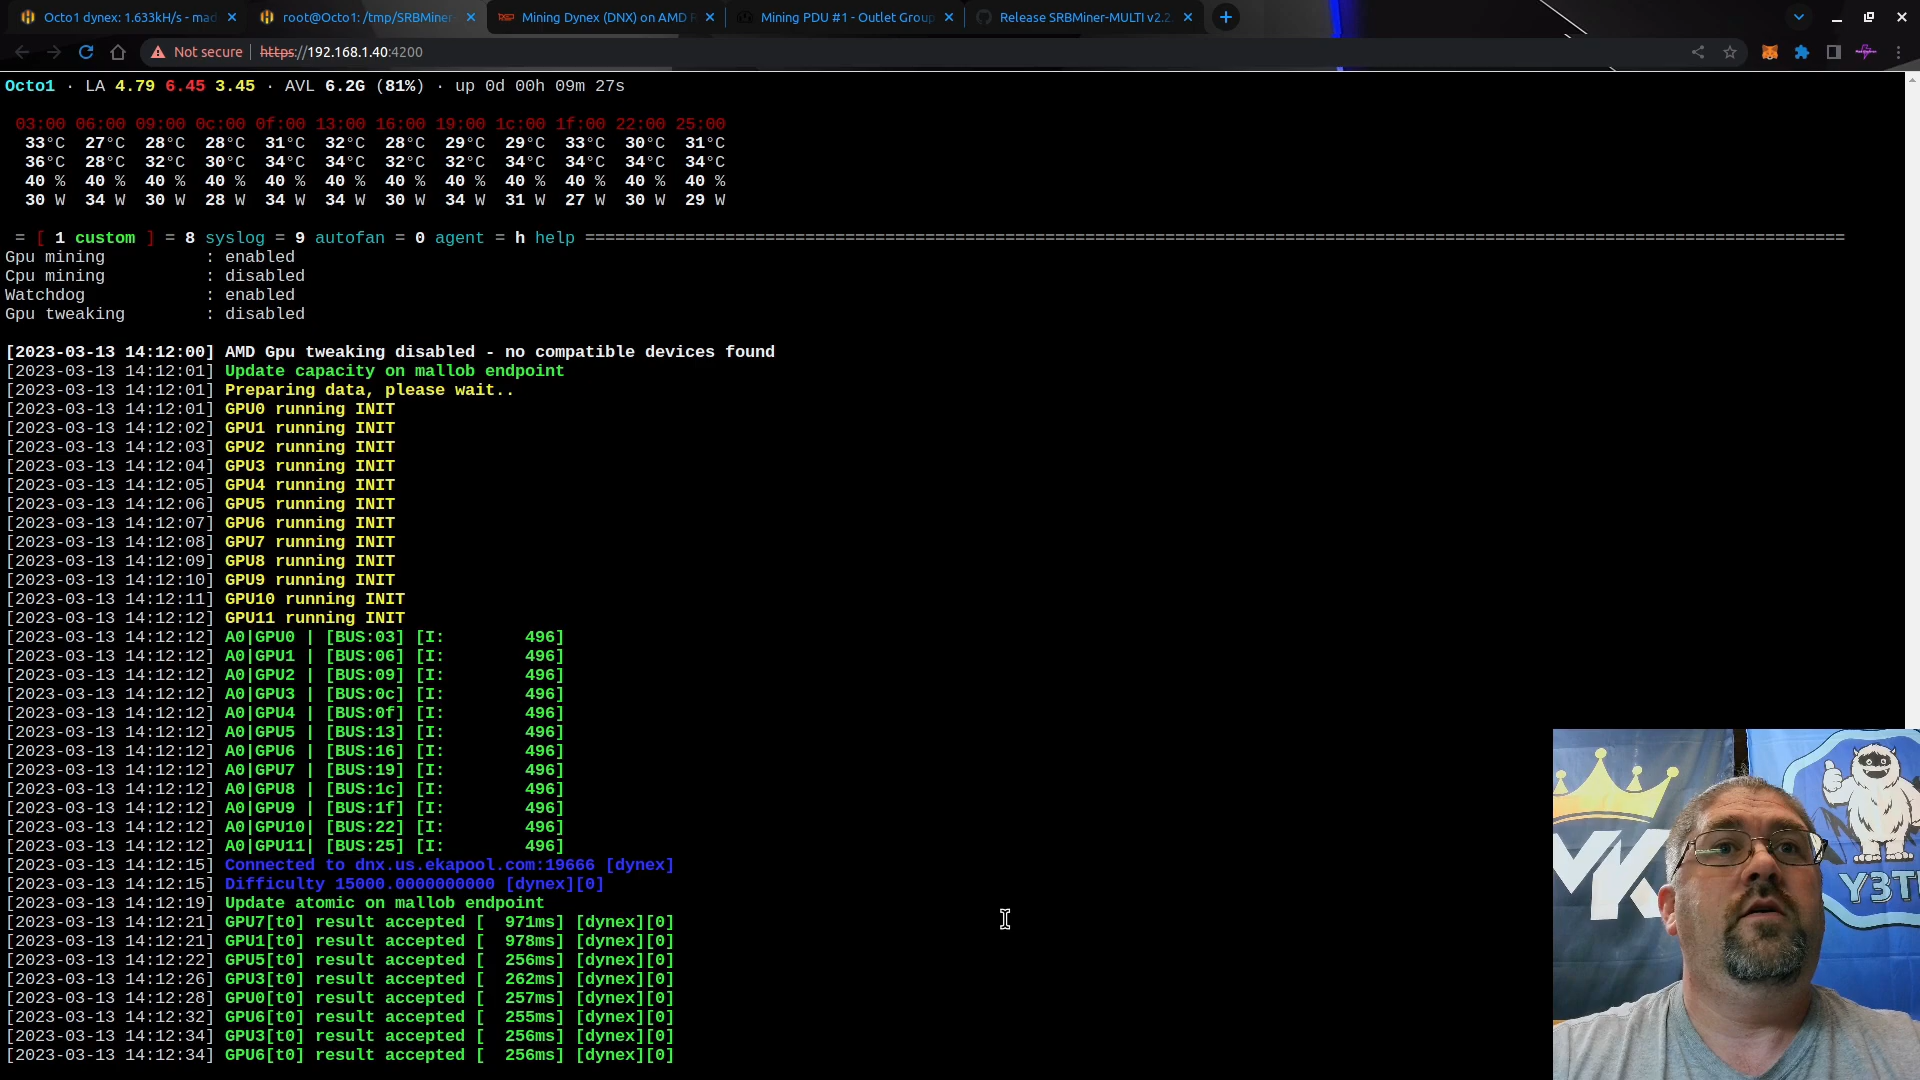 Octo1 dynex: 1.633kH/s - mad
root@Octo1: /tmp/SRBMiner-
Mining Dynex (DNX) on AMD R
Mining PDU #1 - Outlet Group
Release SRBMiner-MULTI v2.2
Not secure
https://192.168.1.40:4200
Octo1 · LA 4.79 6.45 3.45 · AVL 6.2G (81%) · up 0d 00h 09m 27s
03:00 06:00 09:00 0c:00 0f:00 13:00 16:00 19:00 1c:00 1f:00 22:00 25:00
33°C 27°C 28°C 28°C 31°C 32°C 28°C 29°C 29°C 33°C 30°C 31°C
36°C 28°C 32°C 30°C 34°C 34°C 32°C 32°C 34°C 34°C 34°C 34°C
40 % 40 % 40 % 40 % 40 % 40 % 40 % 40 % 40 % 40 % 40 % 40 %
30 W 34 W 30 W 28 W 34 W 34 W 30 W 34 W 31 W 27 W 30 W 29 W
= [ 1 custom ] = 8 syslog = 9 autofan = 0 agent = h help ==============================================================================================================================
Gpu mining : enabled
Cpu mining : disabled
Watchdog : enabled
Gpu tweaking : disabled
[2023-03-13 14:12:00] AMD Gpu tweaking disabled - no compatible devices found
[2023-03-13 14:12:01] Update capacity on mallob endpoint
[2023-03-13 14:12:01] Preparing data, please wait..
[2023-03-13 14:12:01] GPU0 running INIT
[2023-03-13 14:12:02] GPU1 running INIT
[2023-03-13 14:12:03] GPU2 running INIT
[2023-03-13 14:12:04] GPU3 running INIT
[2023-03-13 14:12:05] GPU4 running INIT
[2023-03-13 14:12:06] GPU5 running INIT
[2023-03-13 14:12:07] GPU6 running INIT
[2023-03-13 14:12:08] GPU7 running INIT
[2023-03-13 14:12:09] GPU8 running INIT
[2023-03-13 14:12:10] GPU9 running INIT
[2023-03-13 14:12:11] GPU10 running INIT
[2023-03-13 14:12:12] GPU11 running INIT
[2023-03-13 14:12:12] A0|GPU0 | [BUS:03] [I: 496]
[2023-03-13 14:12:12] A0|GPU1 | [BUS:06] [I: 496]
[2023-03-13 14:12:12] A0|GPU2 | [BUS:09] [I: 496]
[2023-03-13 14:12:12] A0|GPU3 | [BUS:0c] [I: 496]
[2023-03-13 14:12:12] A0|GPU4 | [BUS:0f] [I: 496]
[2023-03-13 14:12:12] A0|GPU5 | [BUS:13] [I: 496]
[2023-03-13 14:12:12] A0|GPU6 | [BUS:16] [I: 496]
[2023-03-13 14:12:12] A0|GPU7 | [BUS:19] [I: 496]
[2023-03-13 14:12:12] A0|GPU8 | [BUS:1c] [I: 496]
[2023-03-13 14:12:12] A0|GPU9 | [BUS:1f] [I: 496]
[2023-03-13 14:12:12] A0|GPU10| [BUS:22] [I: 496]
[2023-03-13 14:12:12] A0|GPU11| [BUS:25] [I: 496]
[2023-03-13 14:12:15] Connected to dnx.us.ekapool.com:19666 [dynex]
[2023-03-13 14:12:15] Difficulty 15000.0000000000 [dynex][0]
[2023-03-13 14:12:19] Update atomic on mallob endpoint
[2023-03-13 14:12:21] GPU7[t0] result accepted [ 971ms] [dynex][0]
[2023-03-13 14:12:21] GPU1[t0] result accepted [ 978ms] [dynex][0]
[2023-03-13 14:12:22] GPU5[t0] result accepted [ 256ms] [dynex][0]
[2023-03-13 14:12:26] GPU3[t0] result accepted [ 262ms] [dynex][0]
[2023-03-13 14:12:28] GPU0[t0] result accepted [ 257ms] [dynex][0]
[2023-03-13 14:12:32] GPU6[t0] result accepted [ 255ms] [dynex][0]
[2023-03-13 14:12:34] GPU3[t0] result accepted [ 256ms] [dynex][0]
[2023-03-13 14:12:34] GPU6[t0] result accepted [ 256ms] [dynex][0]
Y3T